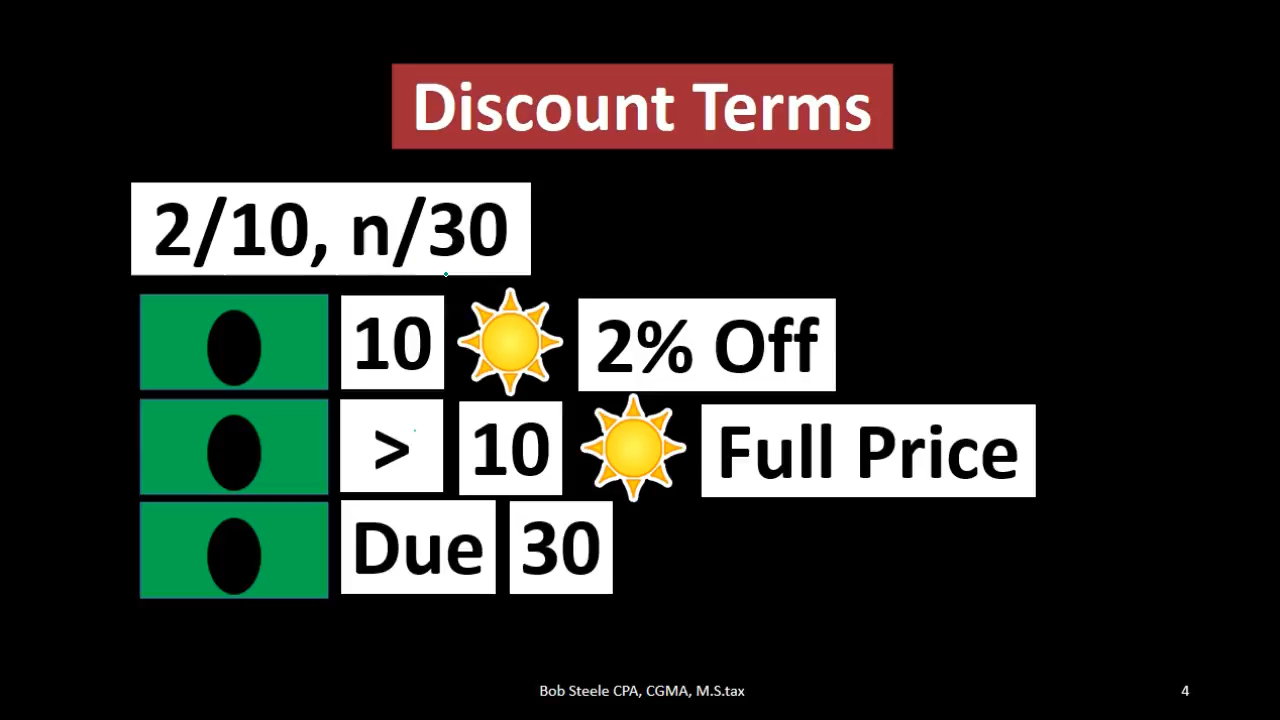 Discount Terms
2/10, n/30
10 2% Off
> 10 Full Price
Due 30
Bob Steele CPA, CGMA, M.S.tax 4